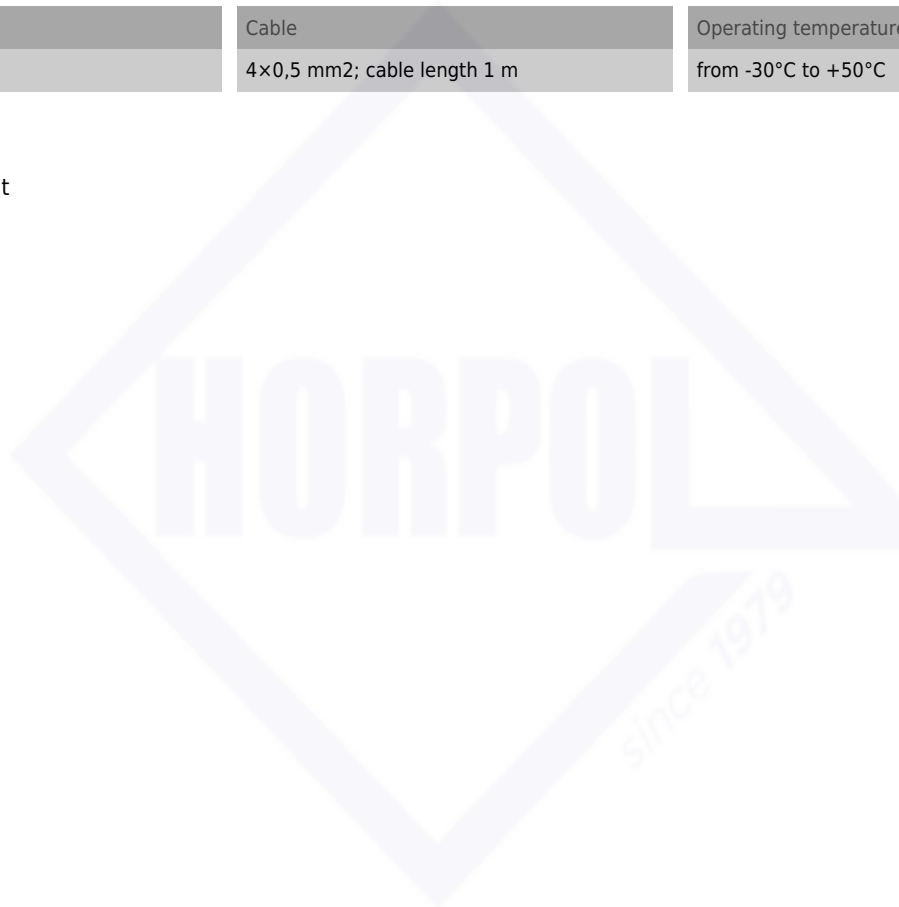 Cable
Operating temperature
4×0,5 mm2; cable length 1 m
from -30°C to +50°C
t
HORPOL
since 1979